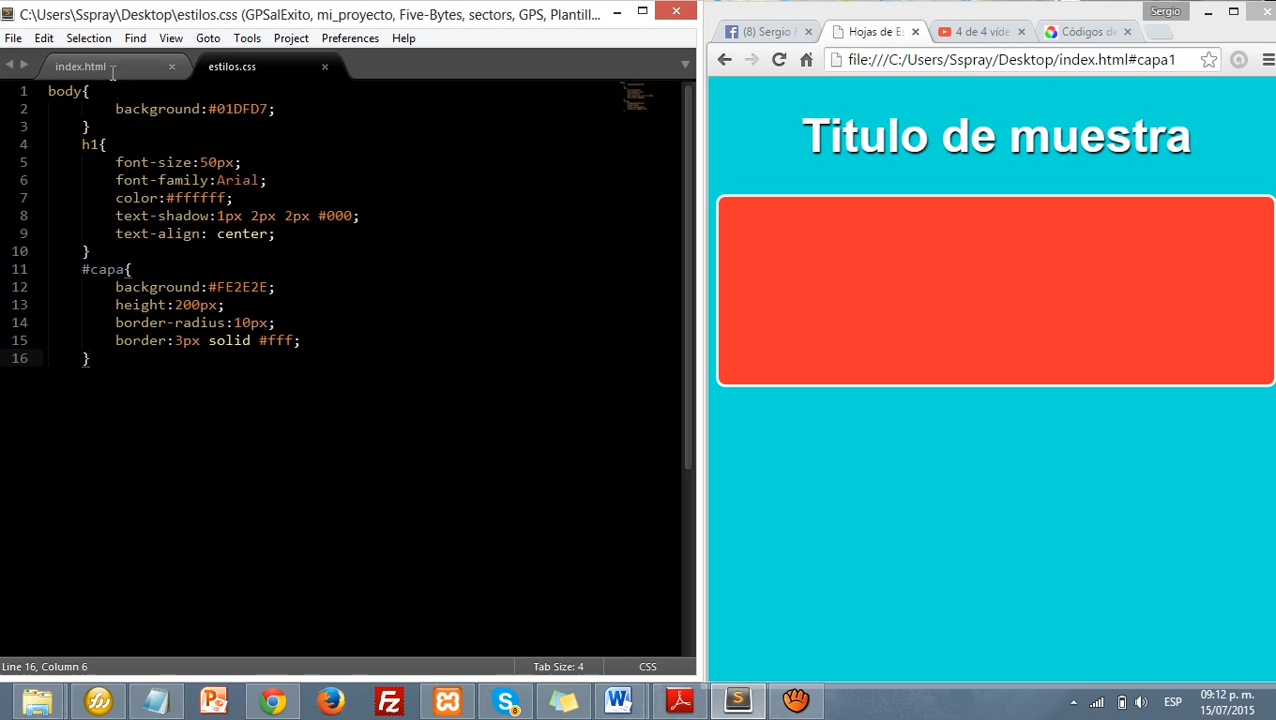 C:\Users\Sspray\Desktop\estilos.css (GPSalExito, mi_proyecto, Five-Bytes, sectors, GPS, Plantill...
File Edit Selection Find View Goto Tools Project Preferences Help
index.html
estilos.css
1 body{
2 background:#01DFD7;
3 }
4 h1{
5 font-size:50px;
6 font-family:Arial;
7 color:#ffffff;
8 text-shadow:1px 2px 2px #000;
9 text-align: center;
10 }
11 #capa{
12 background:#FE2E2E;
13 height:200px;
14 border-radius:10px;
15 border:3px solid #fff;
16 }
Line 16, Column 6
Tab Size: 4
CSS
Sergio
(8) Sergio F
Hojas de Es
4 de 4 víde
Códigos de
file:///C:/Users/Sspray/Desktop/index.html#capa1
Titulo de muestra
ESP
09:12 p. m.
15/07/2015